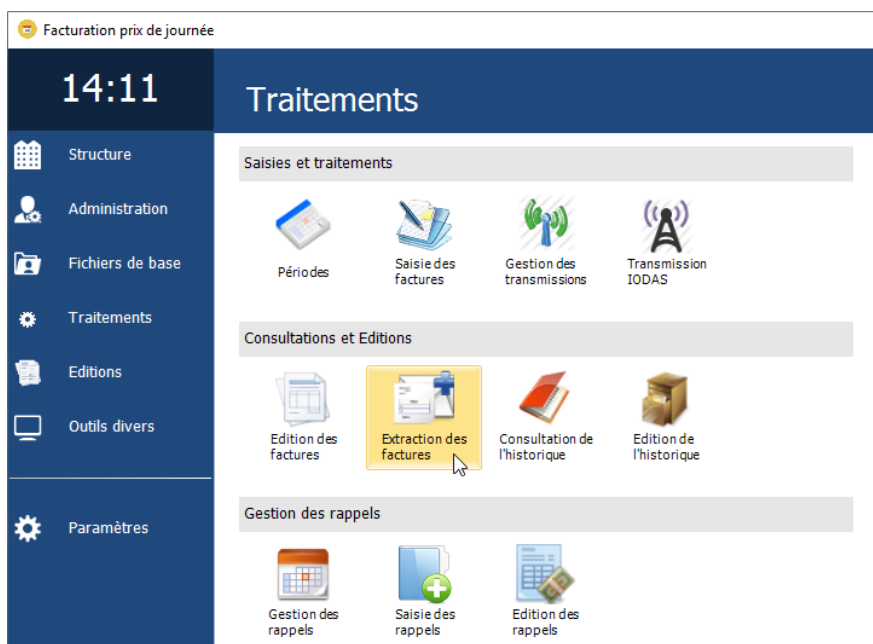 Facturation prix de journée
14:11
Traitements
Structure
Administration
Fichiers de base
Traitements
Editions
Outils divers
Paramètres
Saisies et traitements
Périodes
Saisie des
factures
Gestion des
transmissions
Transmission
IODAS
Consultations et Editions
Edition des
factures
Extraction des
factures
Consultation de
l'historique
Edition de
l'historique
Gestion des rappels
Gestion des
rappels
Saisie des
rappels
Edition des
rappels